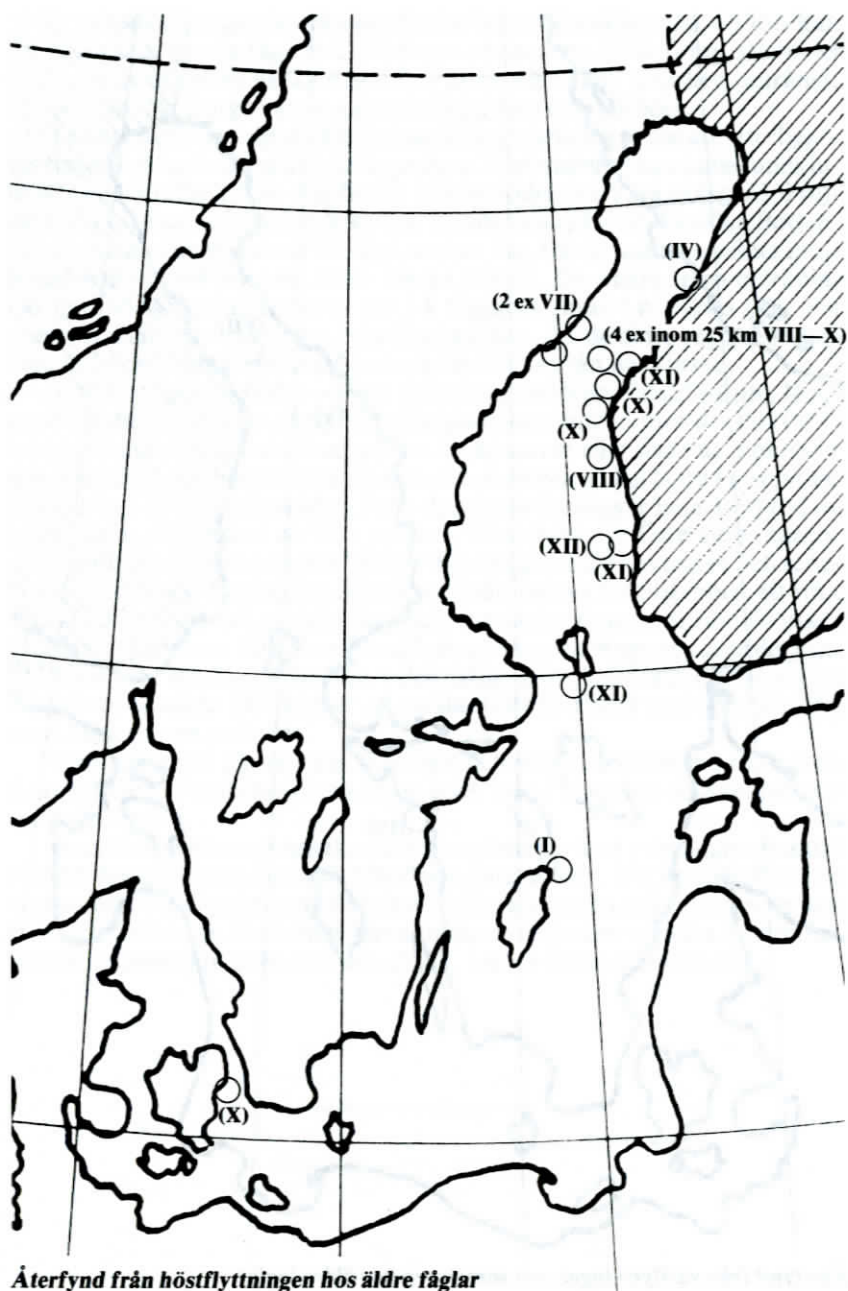 (IV)
(2 ex VII)
(4 ex inom 25 km VIII—X)
(XI)
(X)
(X)
(VIII)
(XII)
(XI)
(XI)
(I)
(X)
Återfynd från höstflyttningen hos äldre fåglar